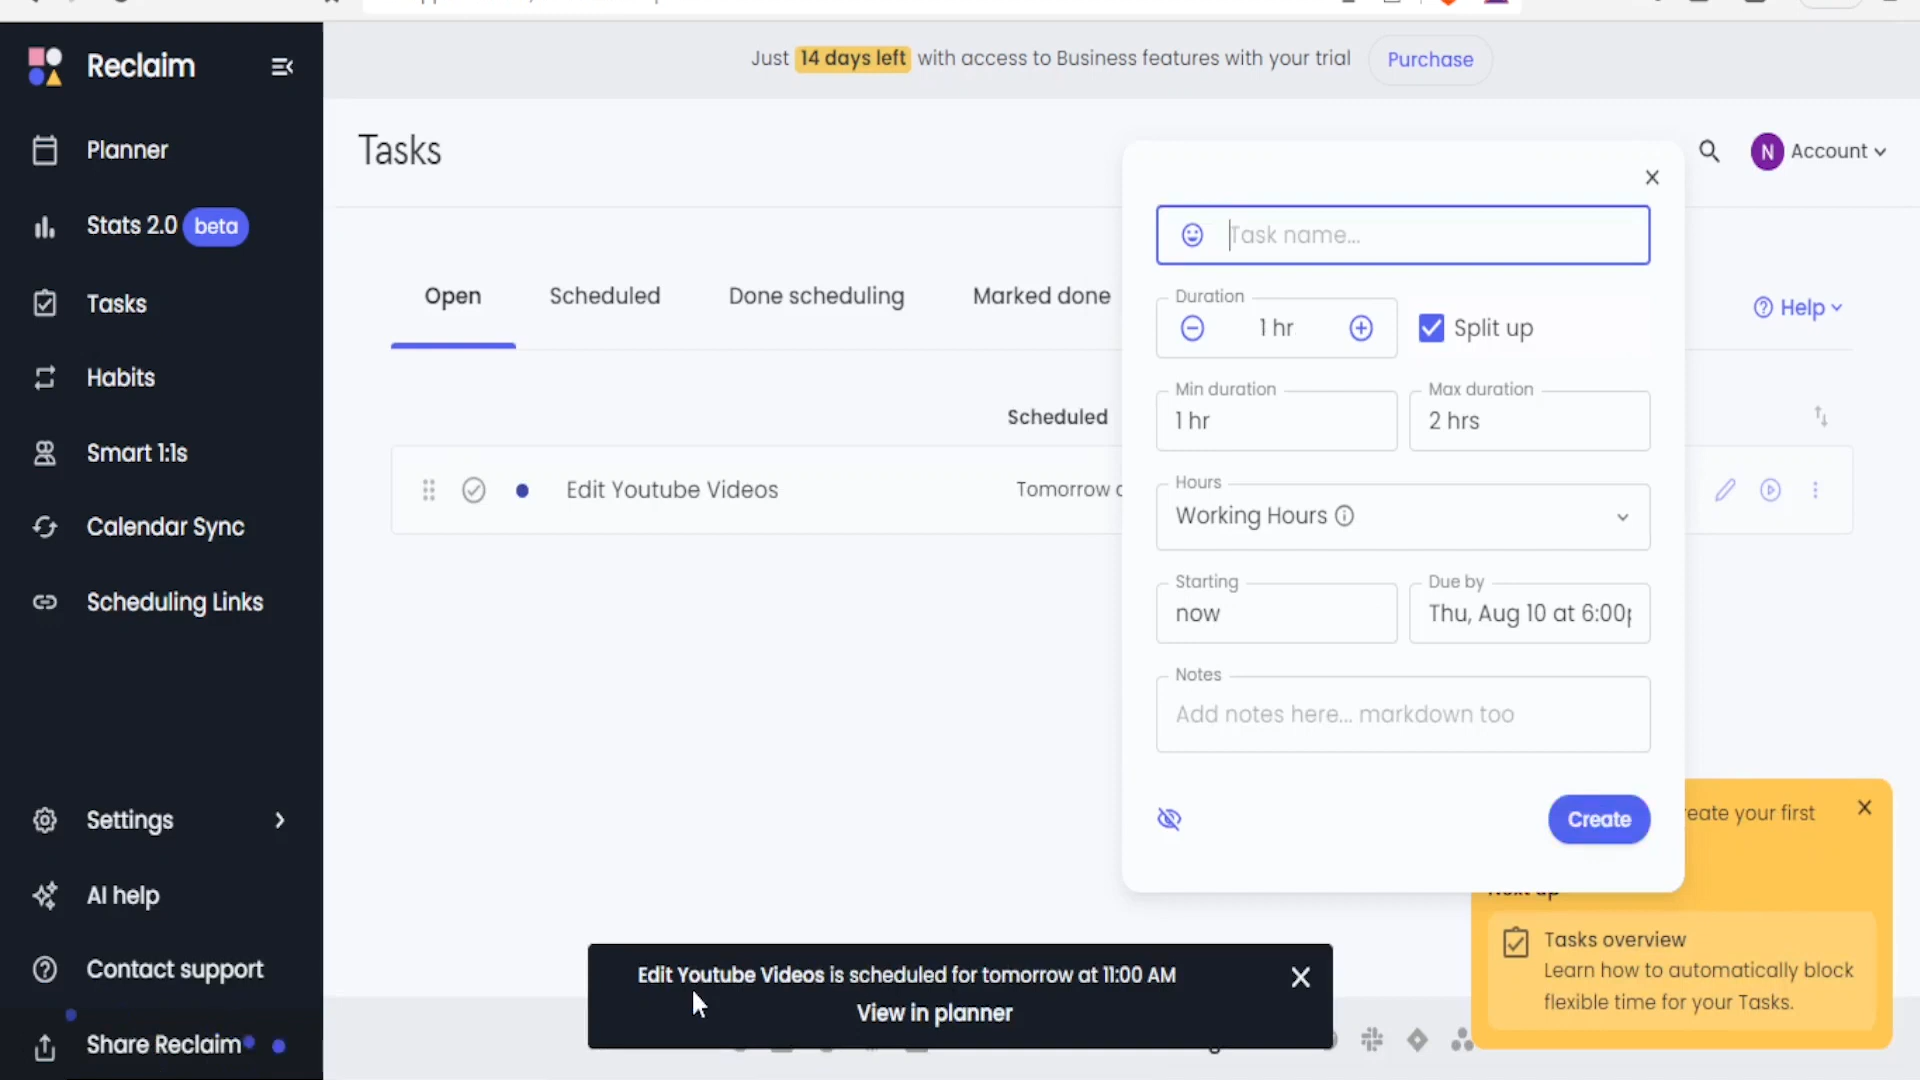 Reclaim
Just 14 days left with access to Business features with your trial
Purchase
Planner
Stats 2.0 beta
Tasks
Habits
Smart 1:1s
Calendar Sync
Scheduling Links
Settings
AI help
Contact support
Share Reclaim
Tasks
N Account
Open
Scheduled
Done scheduling
Marked done
Help
Scheduled
Edit Youtube Videos
Tomorrow
Task name...
Duration
1 hr
Split up
Min duration
1 hr
Max duration
2 hrs
Hours
Working Hours
Starting
now
Due by
Thu, Aug 10 at 6:00
Notes
Add notes here... markdown too
Create
your first
Tasks overview
Learn how to automatically block
flexible time for your Tasks.
Edit Youtube Videos is scheduled for tomorrow at 11:00 AM
View in planner